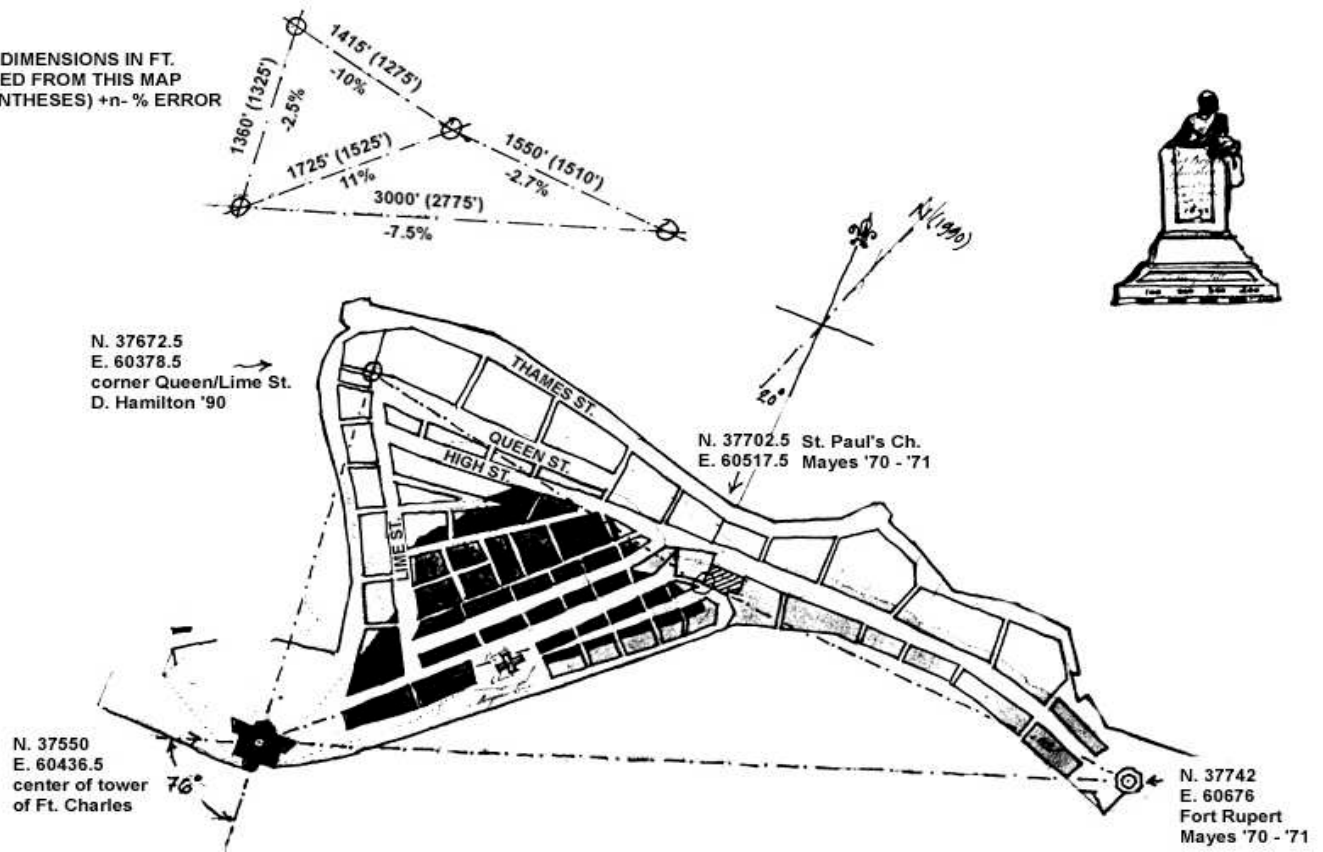 DIMENSIONS IN FT.
ED FROM THIS MAP
NTHESES) +n- % ERROR
1415' (1275')
-10%
1360' (1325')
-2.5%
1725' (1525')
11%
1550' (1510')
-2.7%
3000' (2775')
-7.5%
N (1990)
20°
N. 37672.5
E. 60378.5
corner Queen/Lime St.
D. Hamilton '90
THAMES ST.
QUEEN ST.
HIGH ST.
LIME ST.
N. 37702.5 St. Paul's Ch.
E. 60517.5 Mayes '70 - '71
N. 37550
E. 60436.5
center of tower
of Ft. Charles
76°
N. 37742
E. 60676
Fort Rupert
Mayes '70 - '71